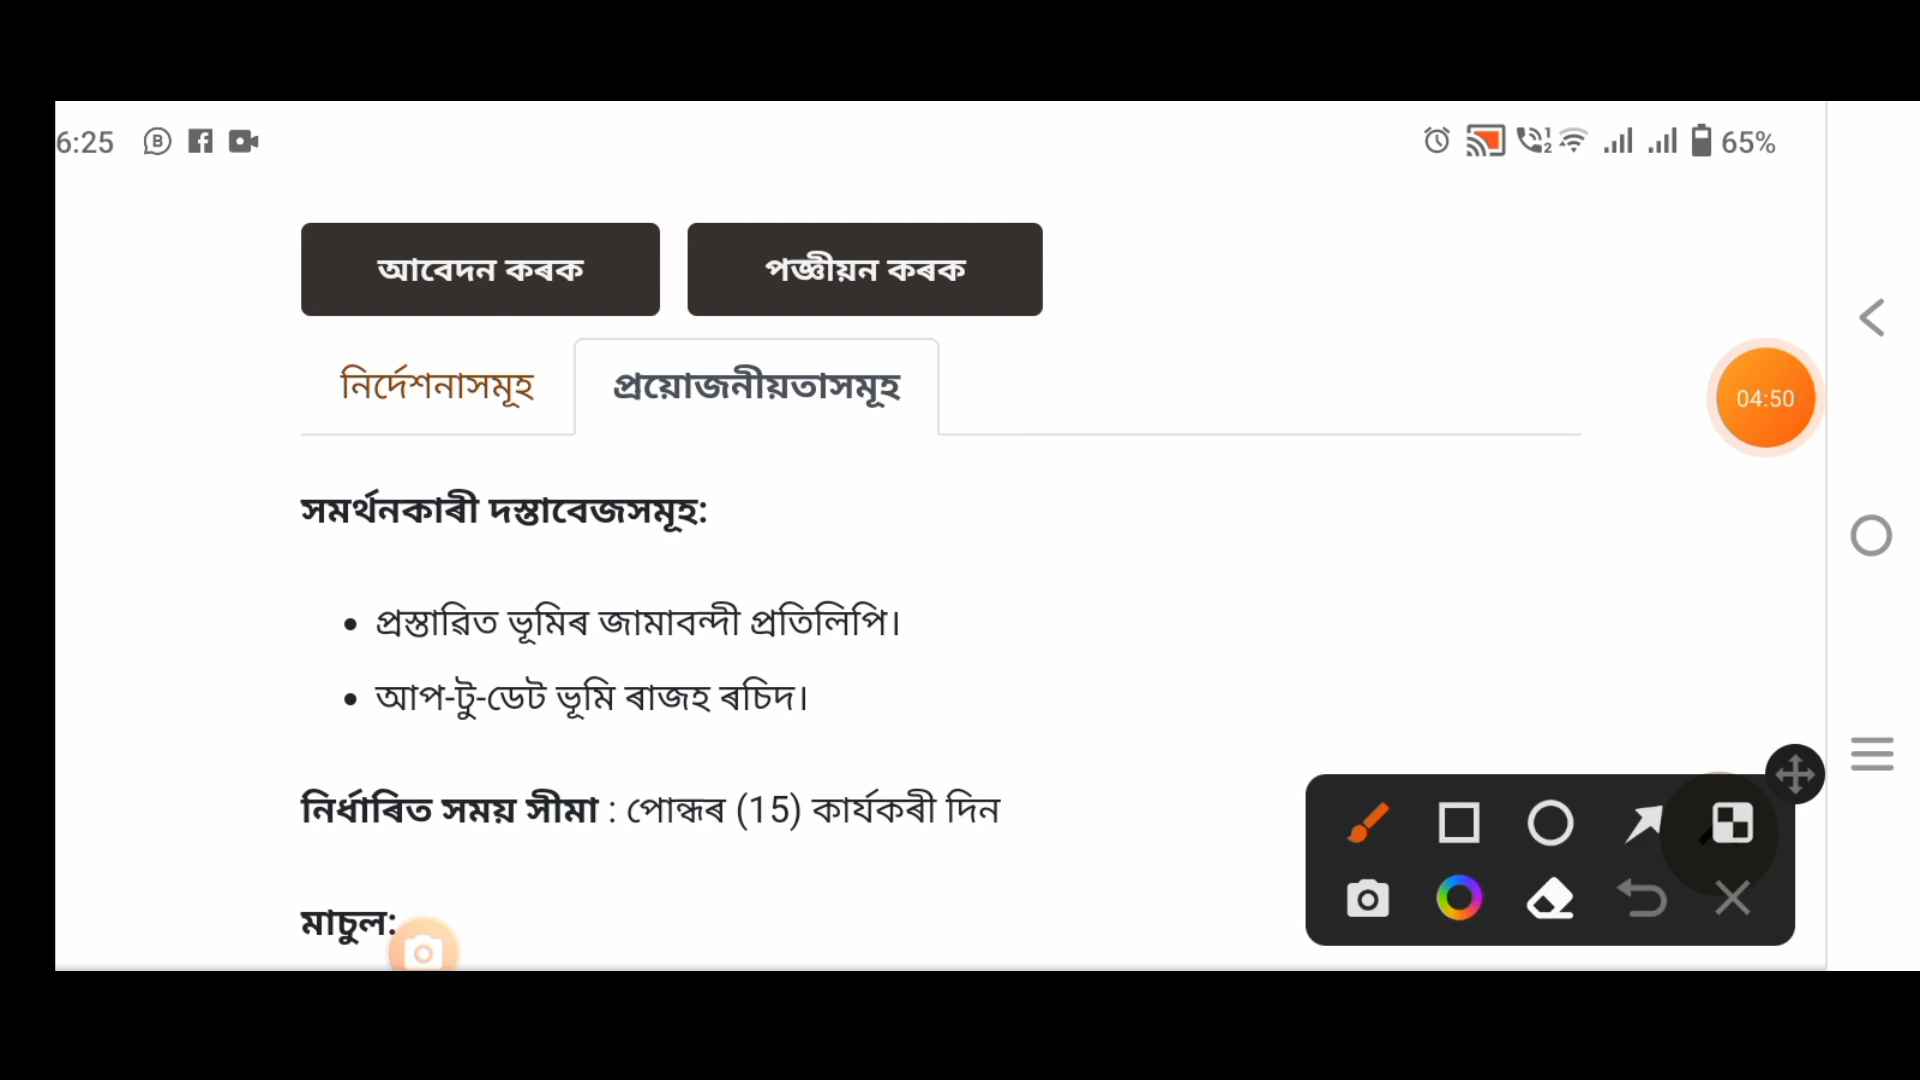 6:25
65%
আবেদন কৰক
পঞ্জীয়ন কৰক
নিৰ্দেশনাসমূহ
প্ৰয়োজনীয়তাসমূহ
04:50
সমৰ্থনকাৰী দস্তাবেজসমূহ:
প্ৰস্তাৱিত ভূমিৰ জামাবন্দী প্ৰতিলিপি।
আপ-টু-ডেট ভূমি ৰাজহ ৰচিদ।
নিৰ্ধাৰিত সময় সীমা : পোন্ধৰ (15) কাৰ্যকৰী দিন
মাচুল: